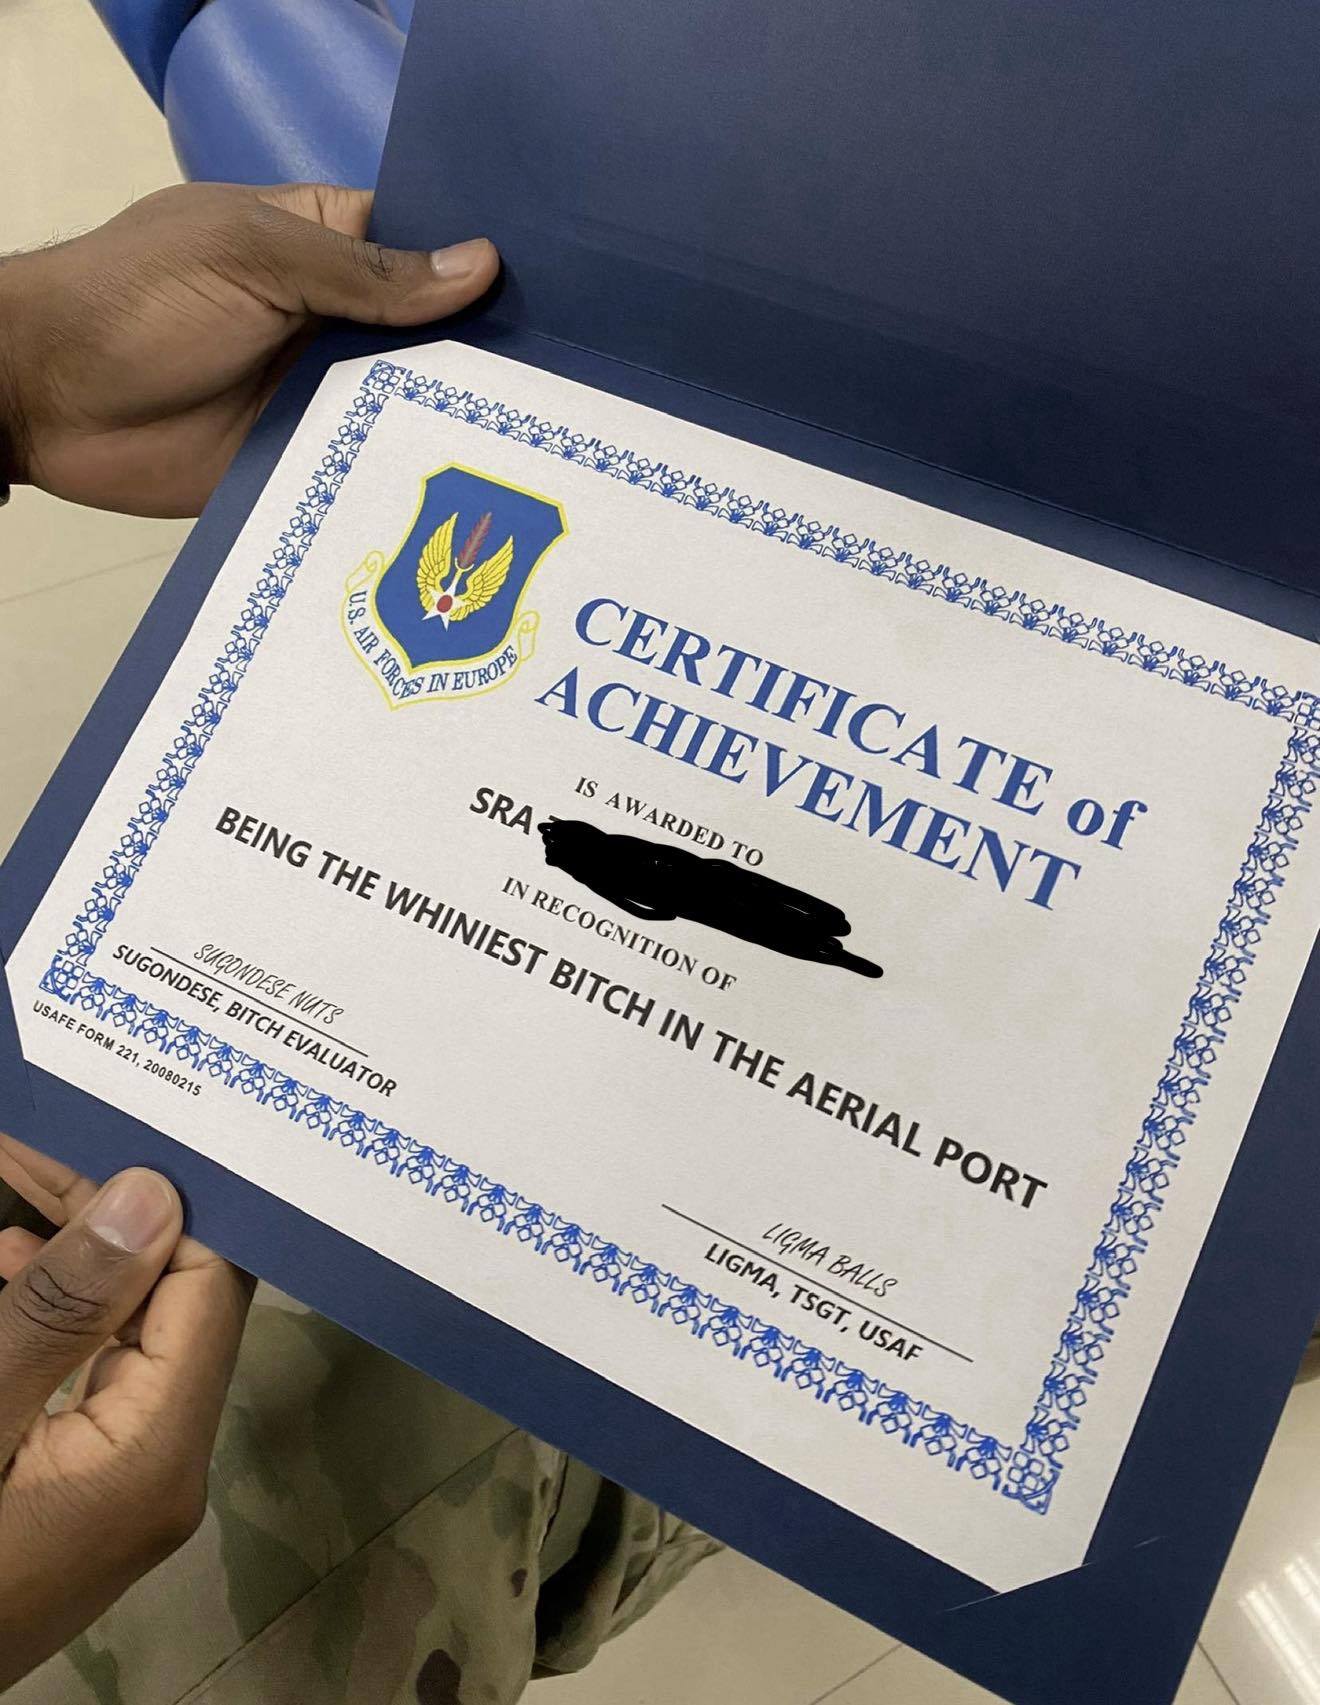 U.S. AIR FORCES IN EUROPE
CERTIFICATE of
ACHIEVEMENT
IS AWARDED TO
SRA
IN RECOGNITION OF
BEING THE WHINIEST BITCH IN THE AERIAL PORT
SUGONDESE NUTS
SUGONDESE, BITCH EVALUATOR
LIGMA BALLS
LIGMA, TSGT, USAF
USAFE FORM 221, 20080215